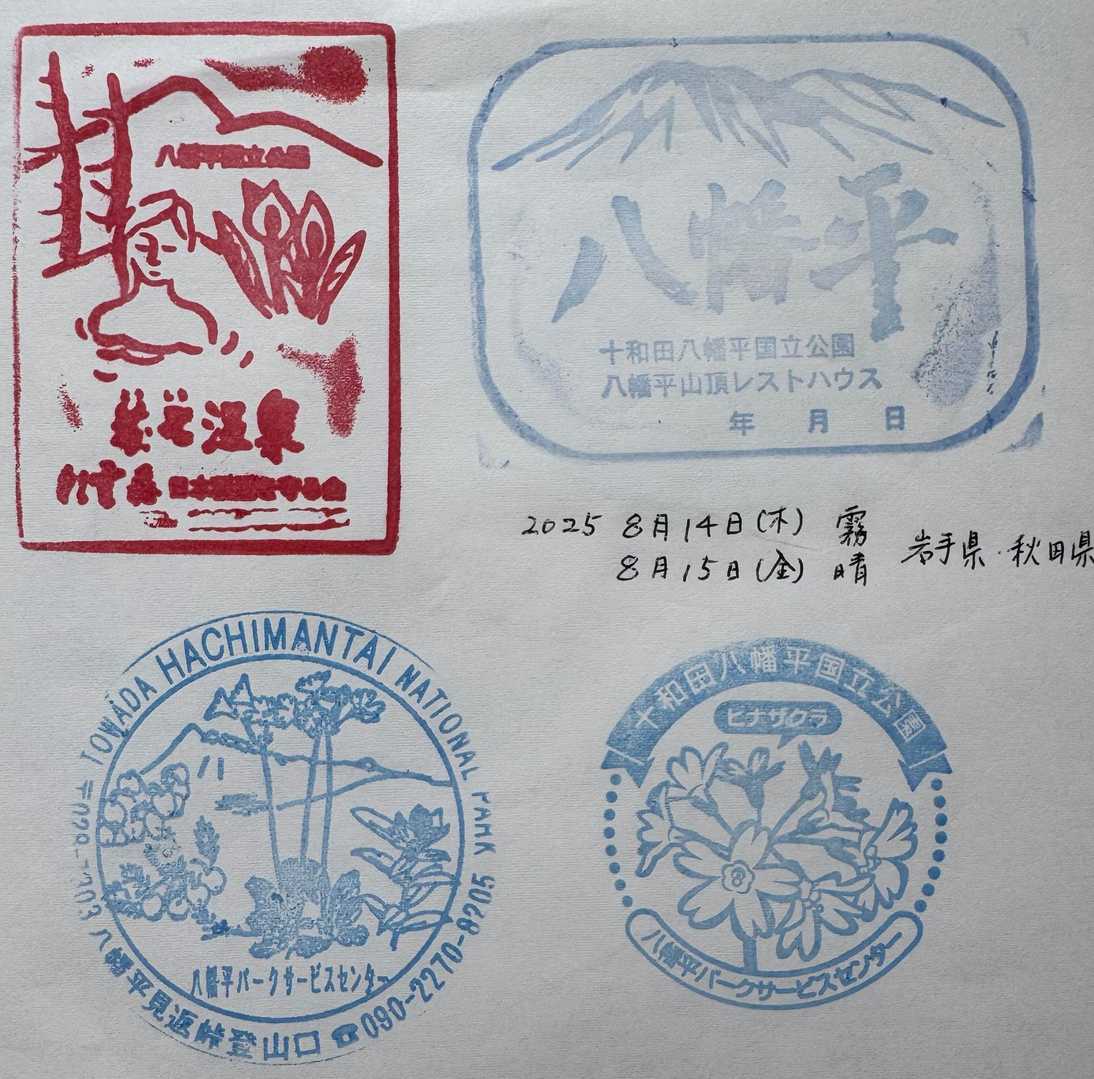 八幡平国立公園
温泉
八幡平
十和田八幡平国立公園
八幡平山頂レストハウス
年 月 日
2025 8月14日(木) 霧
8月15日(金) 晴
岩手県・秋田県
TOWADA HACHIMANTAI NATIONAL PARK
八幡平パークサービスセンター
八幡平見返峠登山口 ☎090-2270-8205
十和田八幡平国立公園
ヒナザクラ
8
八幡平パークサービスセンター